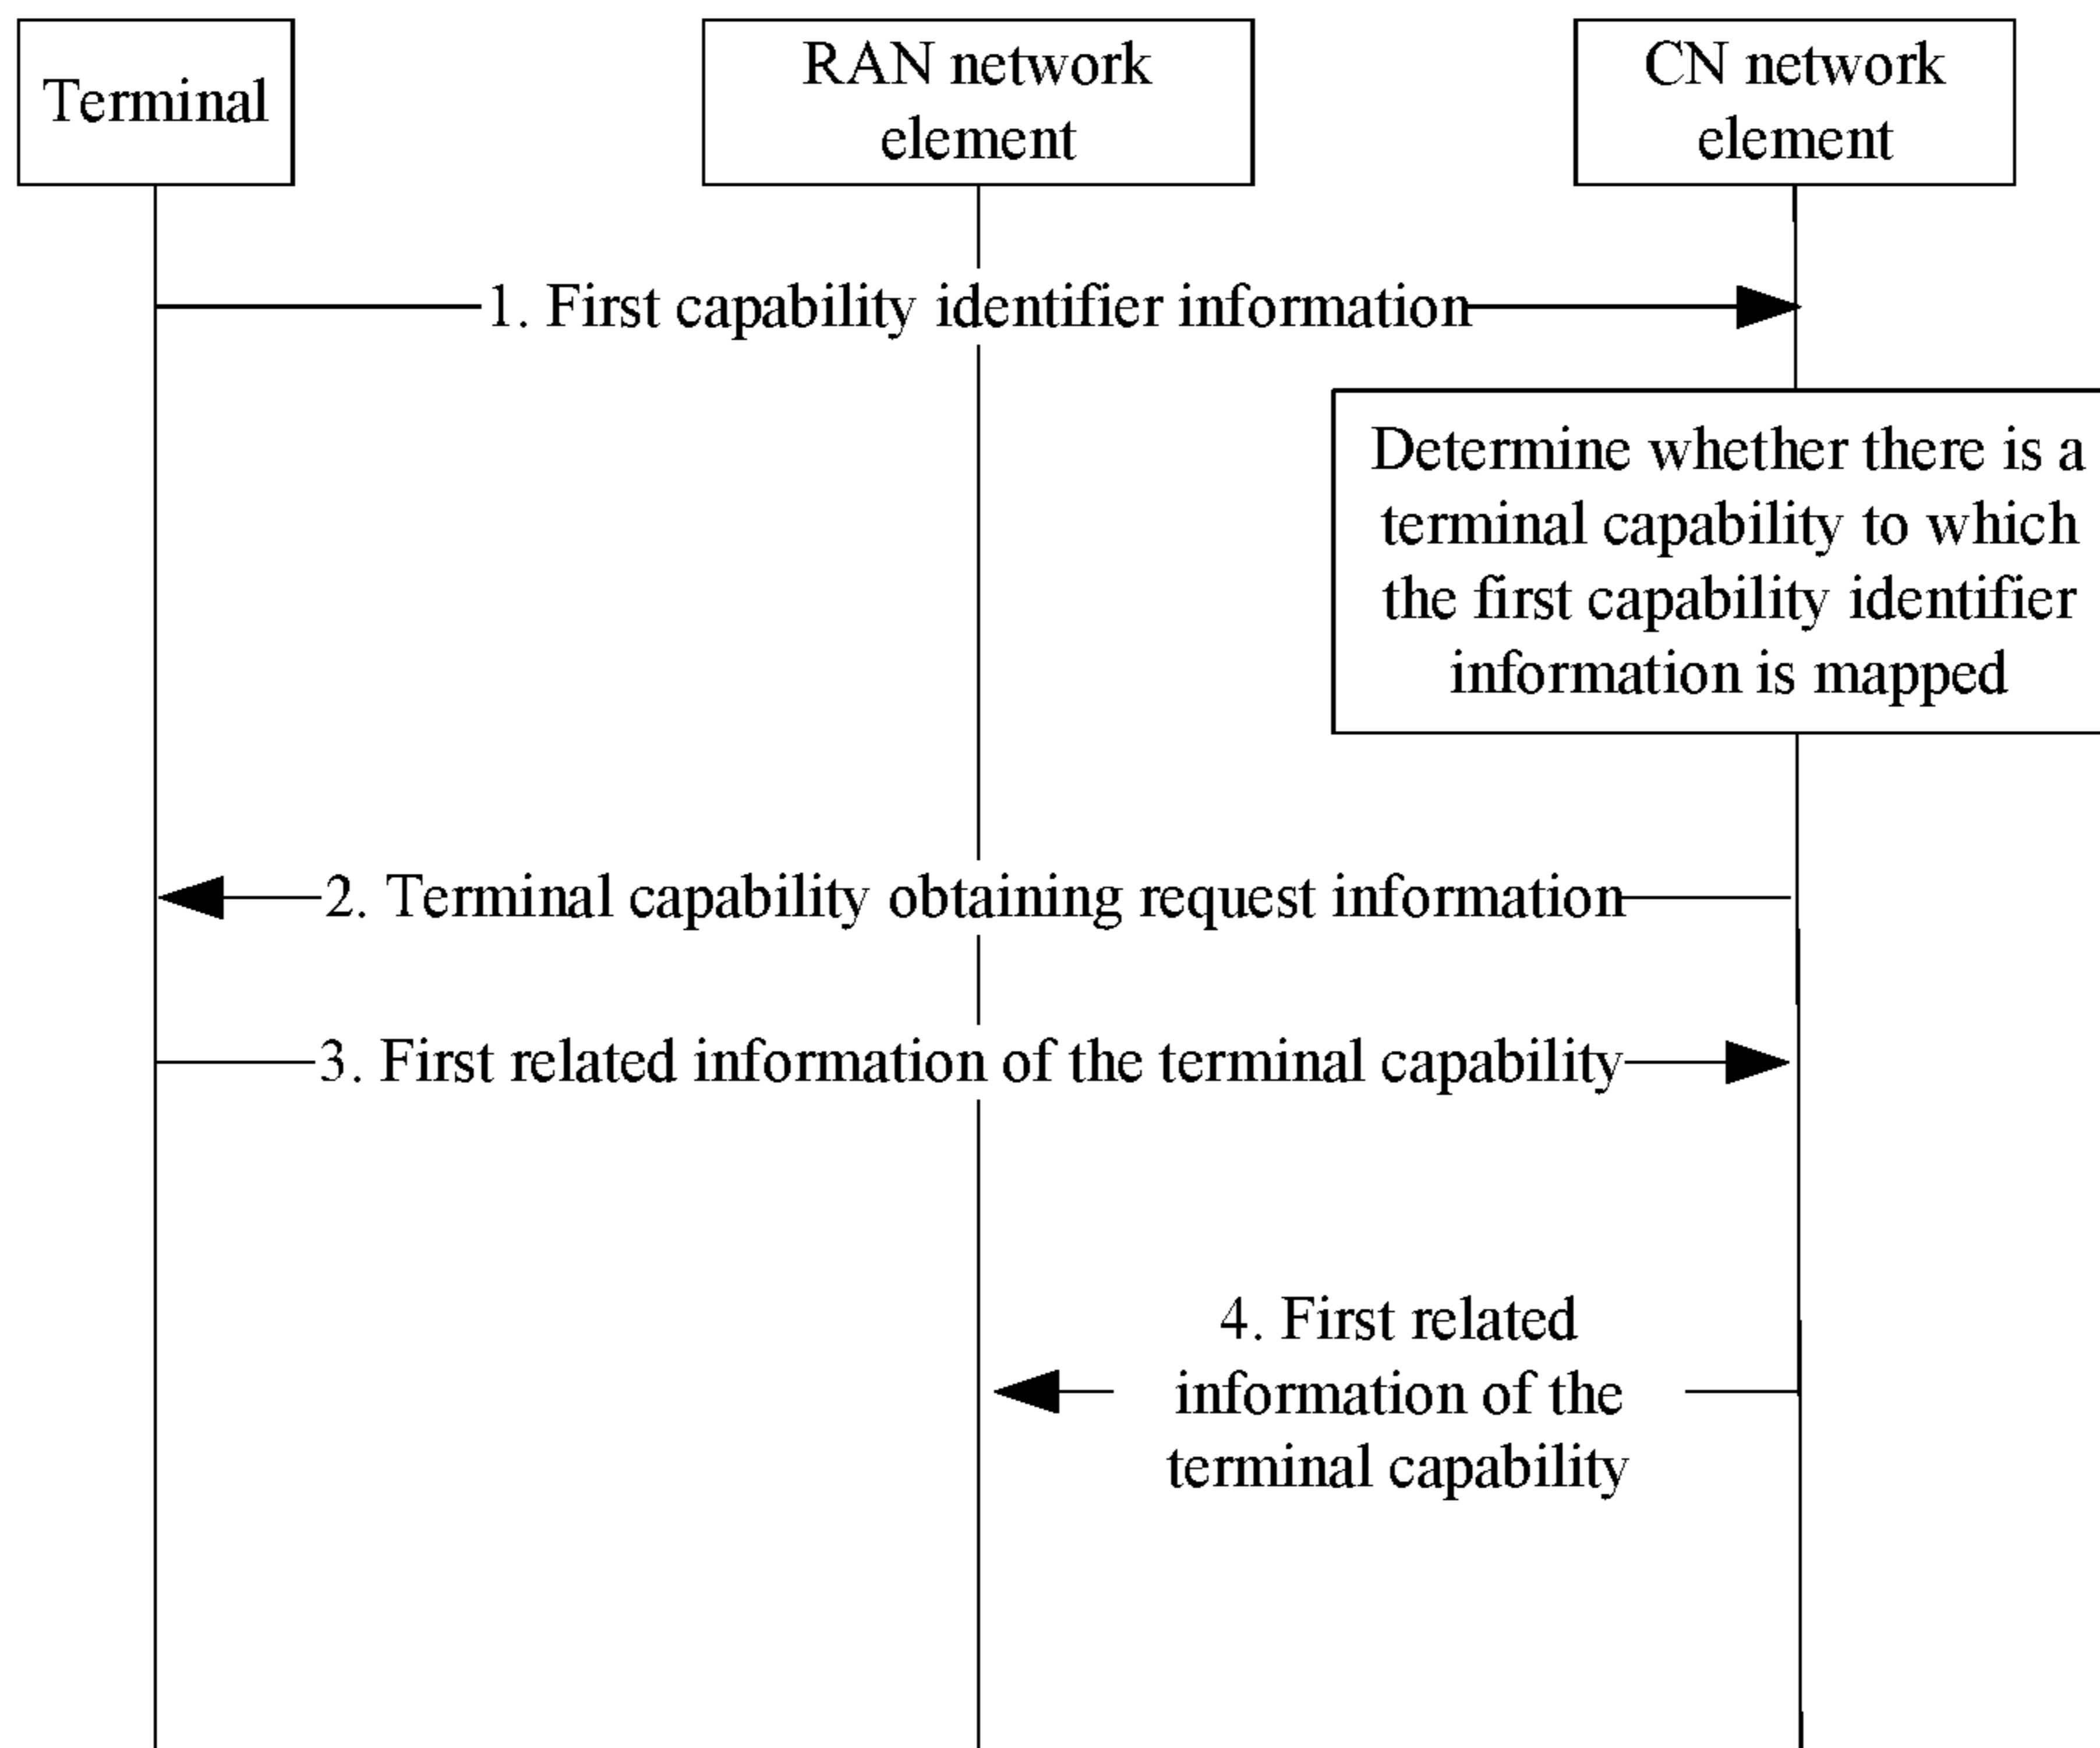 Terminal
RAN network
element
CN network
element
1. First capability identifier information
Determine whether there is a
terminal capability to which
the first capability identifier
information is mapped
2. Terminal capability obtaining request information
3. First related information of the terminal capability
4. First related
information of the
terminal capability